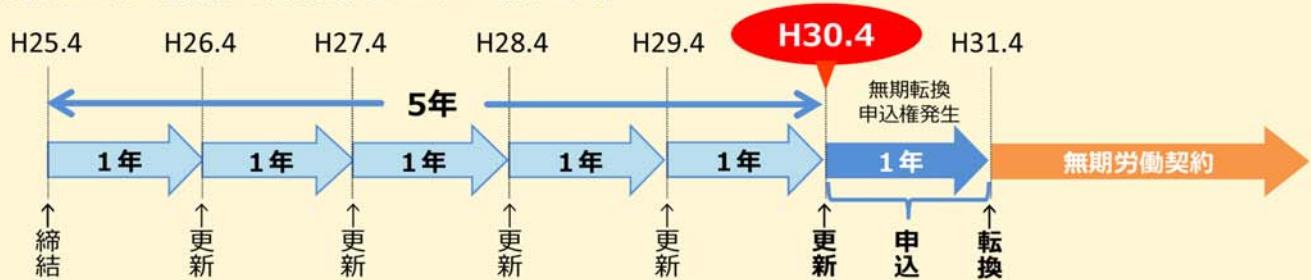 H25.4 H26.4 H27.4 H28.4 H29.4 H30.4 H31.4
5年
無期転換
申込権発生
1年 1年 1年 1年 1年 1年 無期労働契約
↑締結 ↑更新 ↑更新 ↑更新 ↑更新 ↑更新 申込 ↑転換